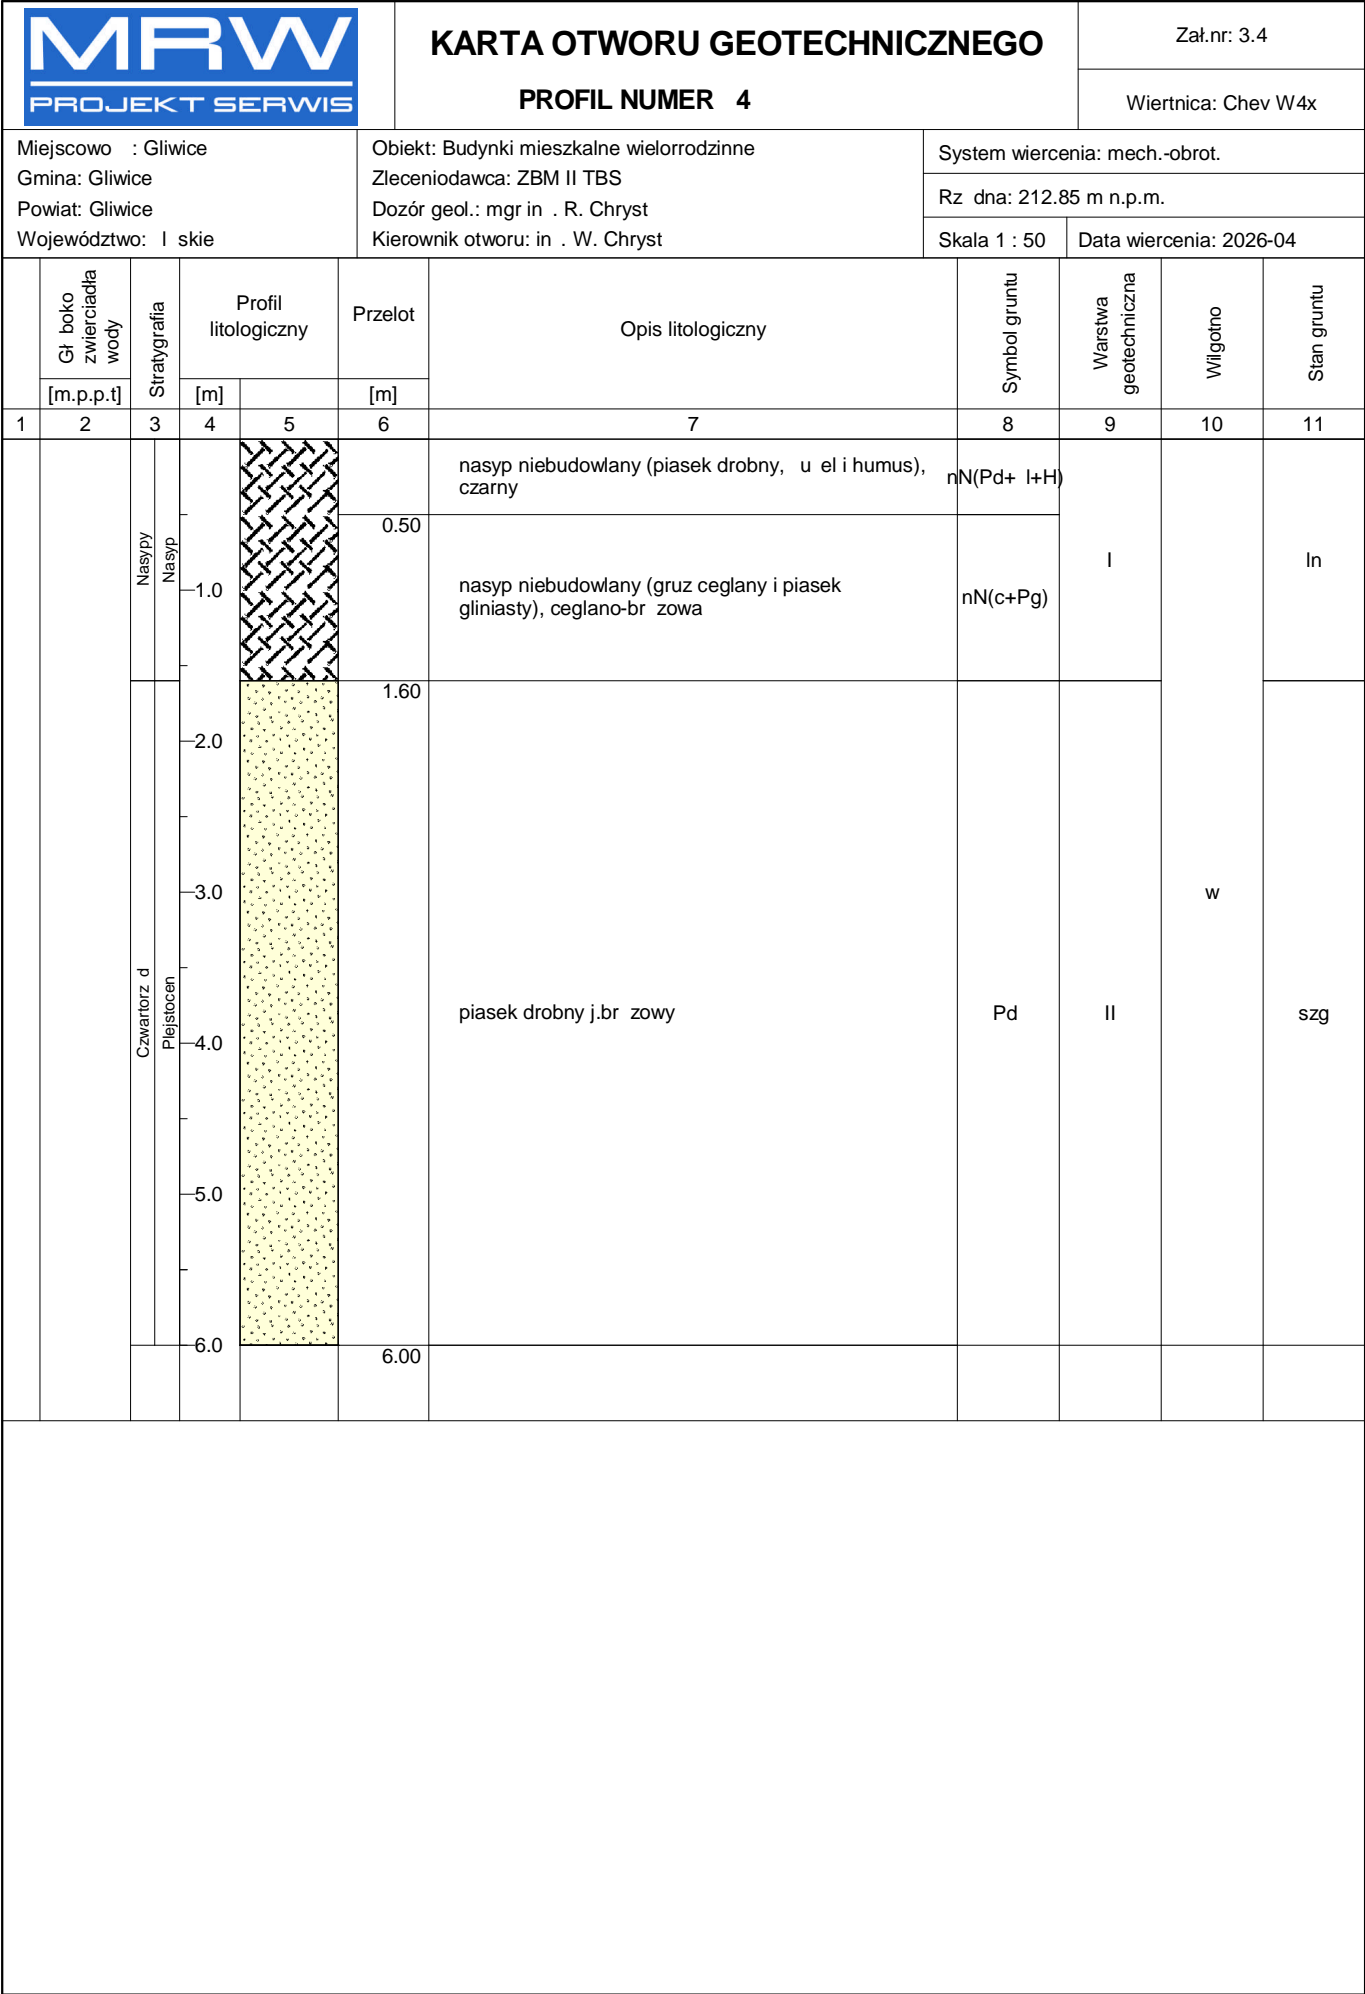 MRW
PROJEKT SERWIS
KARTA OTWORU GEOTECHNICZNEGO
PROFIL NUMER 4
Zał.nr: 3.4
Wiertnica: Chev W4x
Miejscowo : Gliwice
Gmina: Gliwice
Powiat: Gliwice
Województwo: l skie
Obiekt: Budynki mieszkalne wielorrodzinne
Zleceniodawca: ZBM II TBS
Dozór geol.: mgr in . R. Chryst
Kierownik otworu: in . W. Chryst
System wiercenia: mech.-obrot.
Rz dna: 212.85 m n.p.m.
Skala 1 : 50
Data wiercenia: 2026-04
Gł boko
zwierciadła
wody
[m.p.p.t]
Stratygrafia
Profil
litologiczny
[m]
Przelot
[m]
Opis litologiczny
Symbol gruntu
Warstwa
geotechniczna
Wilgotno
Stan gruntu
1 2 3 4 5 6 7 8 9 10 11
nasyp niebudowlany (piasek drobny, u el i humus),
czarny
nN(Pd+ l+H)
0.50
Nasypy
Nasyp
1.0
nasyp niebudowlany (gruz ceglany i piasek
gliniasty), ceglano-br zowa
nN(c+Pg)
I
ln
1.60
2.0
3.0
w
Czwartorz d
Plejstocen
4.0
piasek drobny j.br zowy
Pd
II
szg
5.0
6.0
6.00